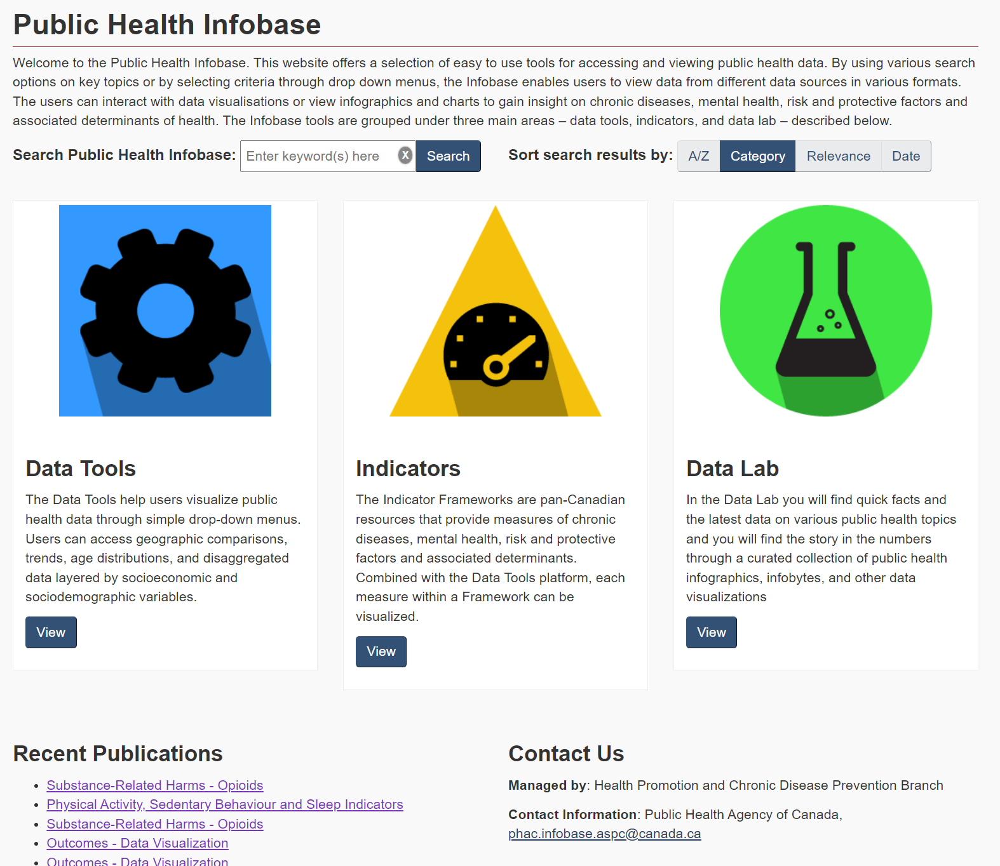 Public Health Infobase
Welcome to the Public Health Infobase. This website offers a selection of easy to use tools for accessing and viewing public health data. By using various search
options on key topics or by selecting criteria through drop down menus, the Infobase enables users to view data from different data sources in various formats.
The users can interact with data visualisations or view infographics and charts to gain insight on chronic diseases, mental health, risk and protective factors and
associated determinants of health. The Infobase tools are grouped under three main areas – data tools, indicators, and data lab – described below.
Search Public Health Infobase: Enter keyword(s) here X Search
Sort search results by: A/Z Category Relevance Date
Data Tools
The Data Tools help users visualize public
health data through simple drop-down menus.
Users can access geographic comparisons,
trends, age distributions, and disaggregated
data layered by socioeconomic and
sociodemographic variables.
View
Indicators
The Indicator Frameworks are pan-Canadian
resources that provide measures of chronic
diseases, mental health, risk and protective
factors and associated determinants.
Combined with the Data Tools platform, each
measure within a Framework can be
visualized.
View
Data Lab
In the Data Lab you will find quick facts and
the latest data on various public health topics
and you will find the story in the numbers
through a curated collection of public health
infographics, infobytes, and other data
visualizations
View
Recent Publications
• Substance-Related Harms - Opioids
• Physical Activity, Sedentary Behaviour and Sleep Indicators
• Substance-Related Harms - Opioids
• Outcomes - Data Visualization
• Outcomes - Data Visualization
Contact Us
Managed by: Health Promotion and Chronic Disease Prevention Branch
Contact Information: Public Health Agency of Canada,
phac.infobase.aspc@canada.ca